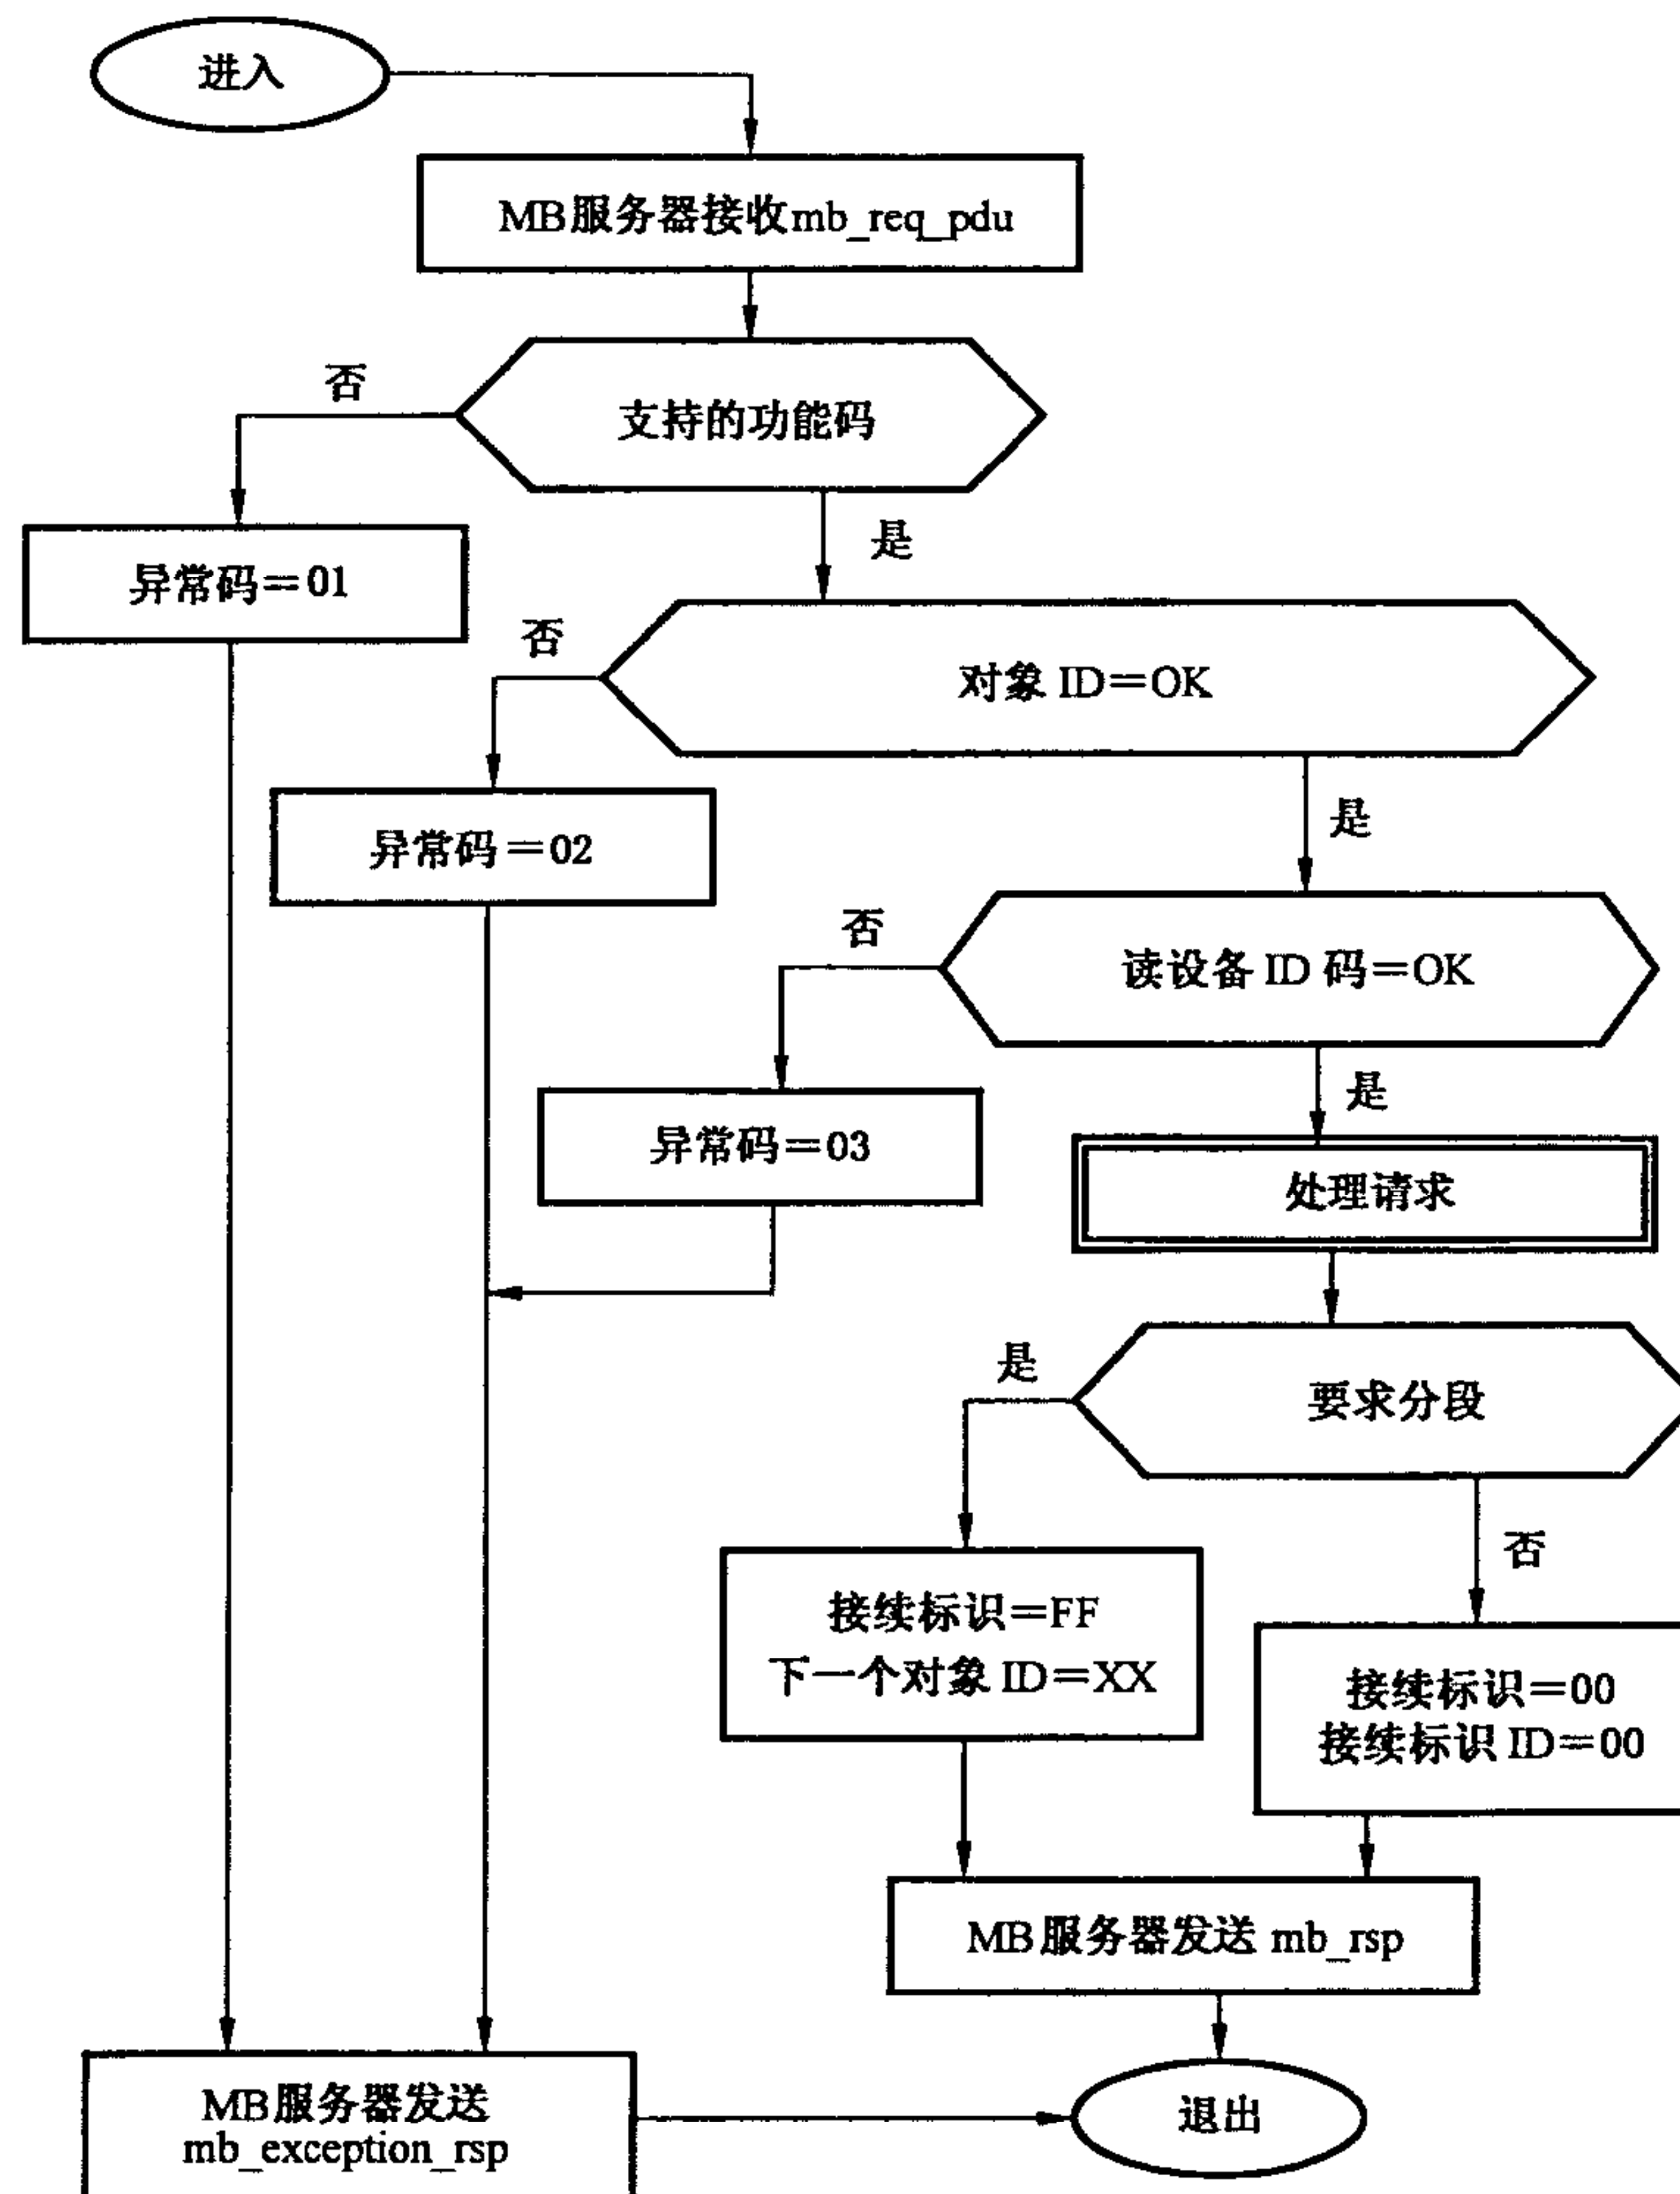 进入
MB服务器接收mb_req_pdu
否
支持的功能码
是
异常码=01
否
对象 ID=OK
异常码=02
是
否
读设备 ID 码=OK
异常码=03
是
处理请求
是
要求分段
接续标识=FF
下一个对象 ID=XX
否
接续标识=00
接续标识 ID=00
MB服务器发送 mb_rsp
MB服务器发送
mb_exception_rsp
退出